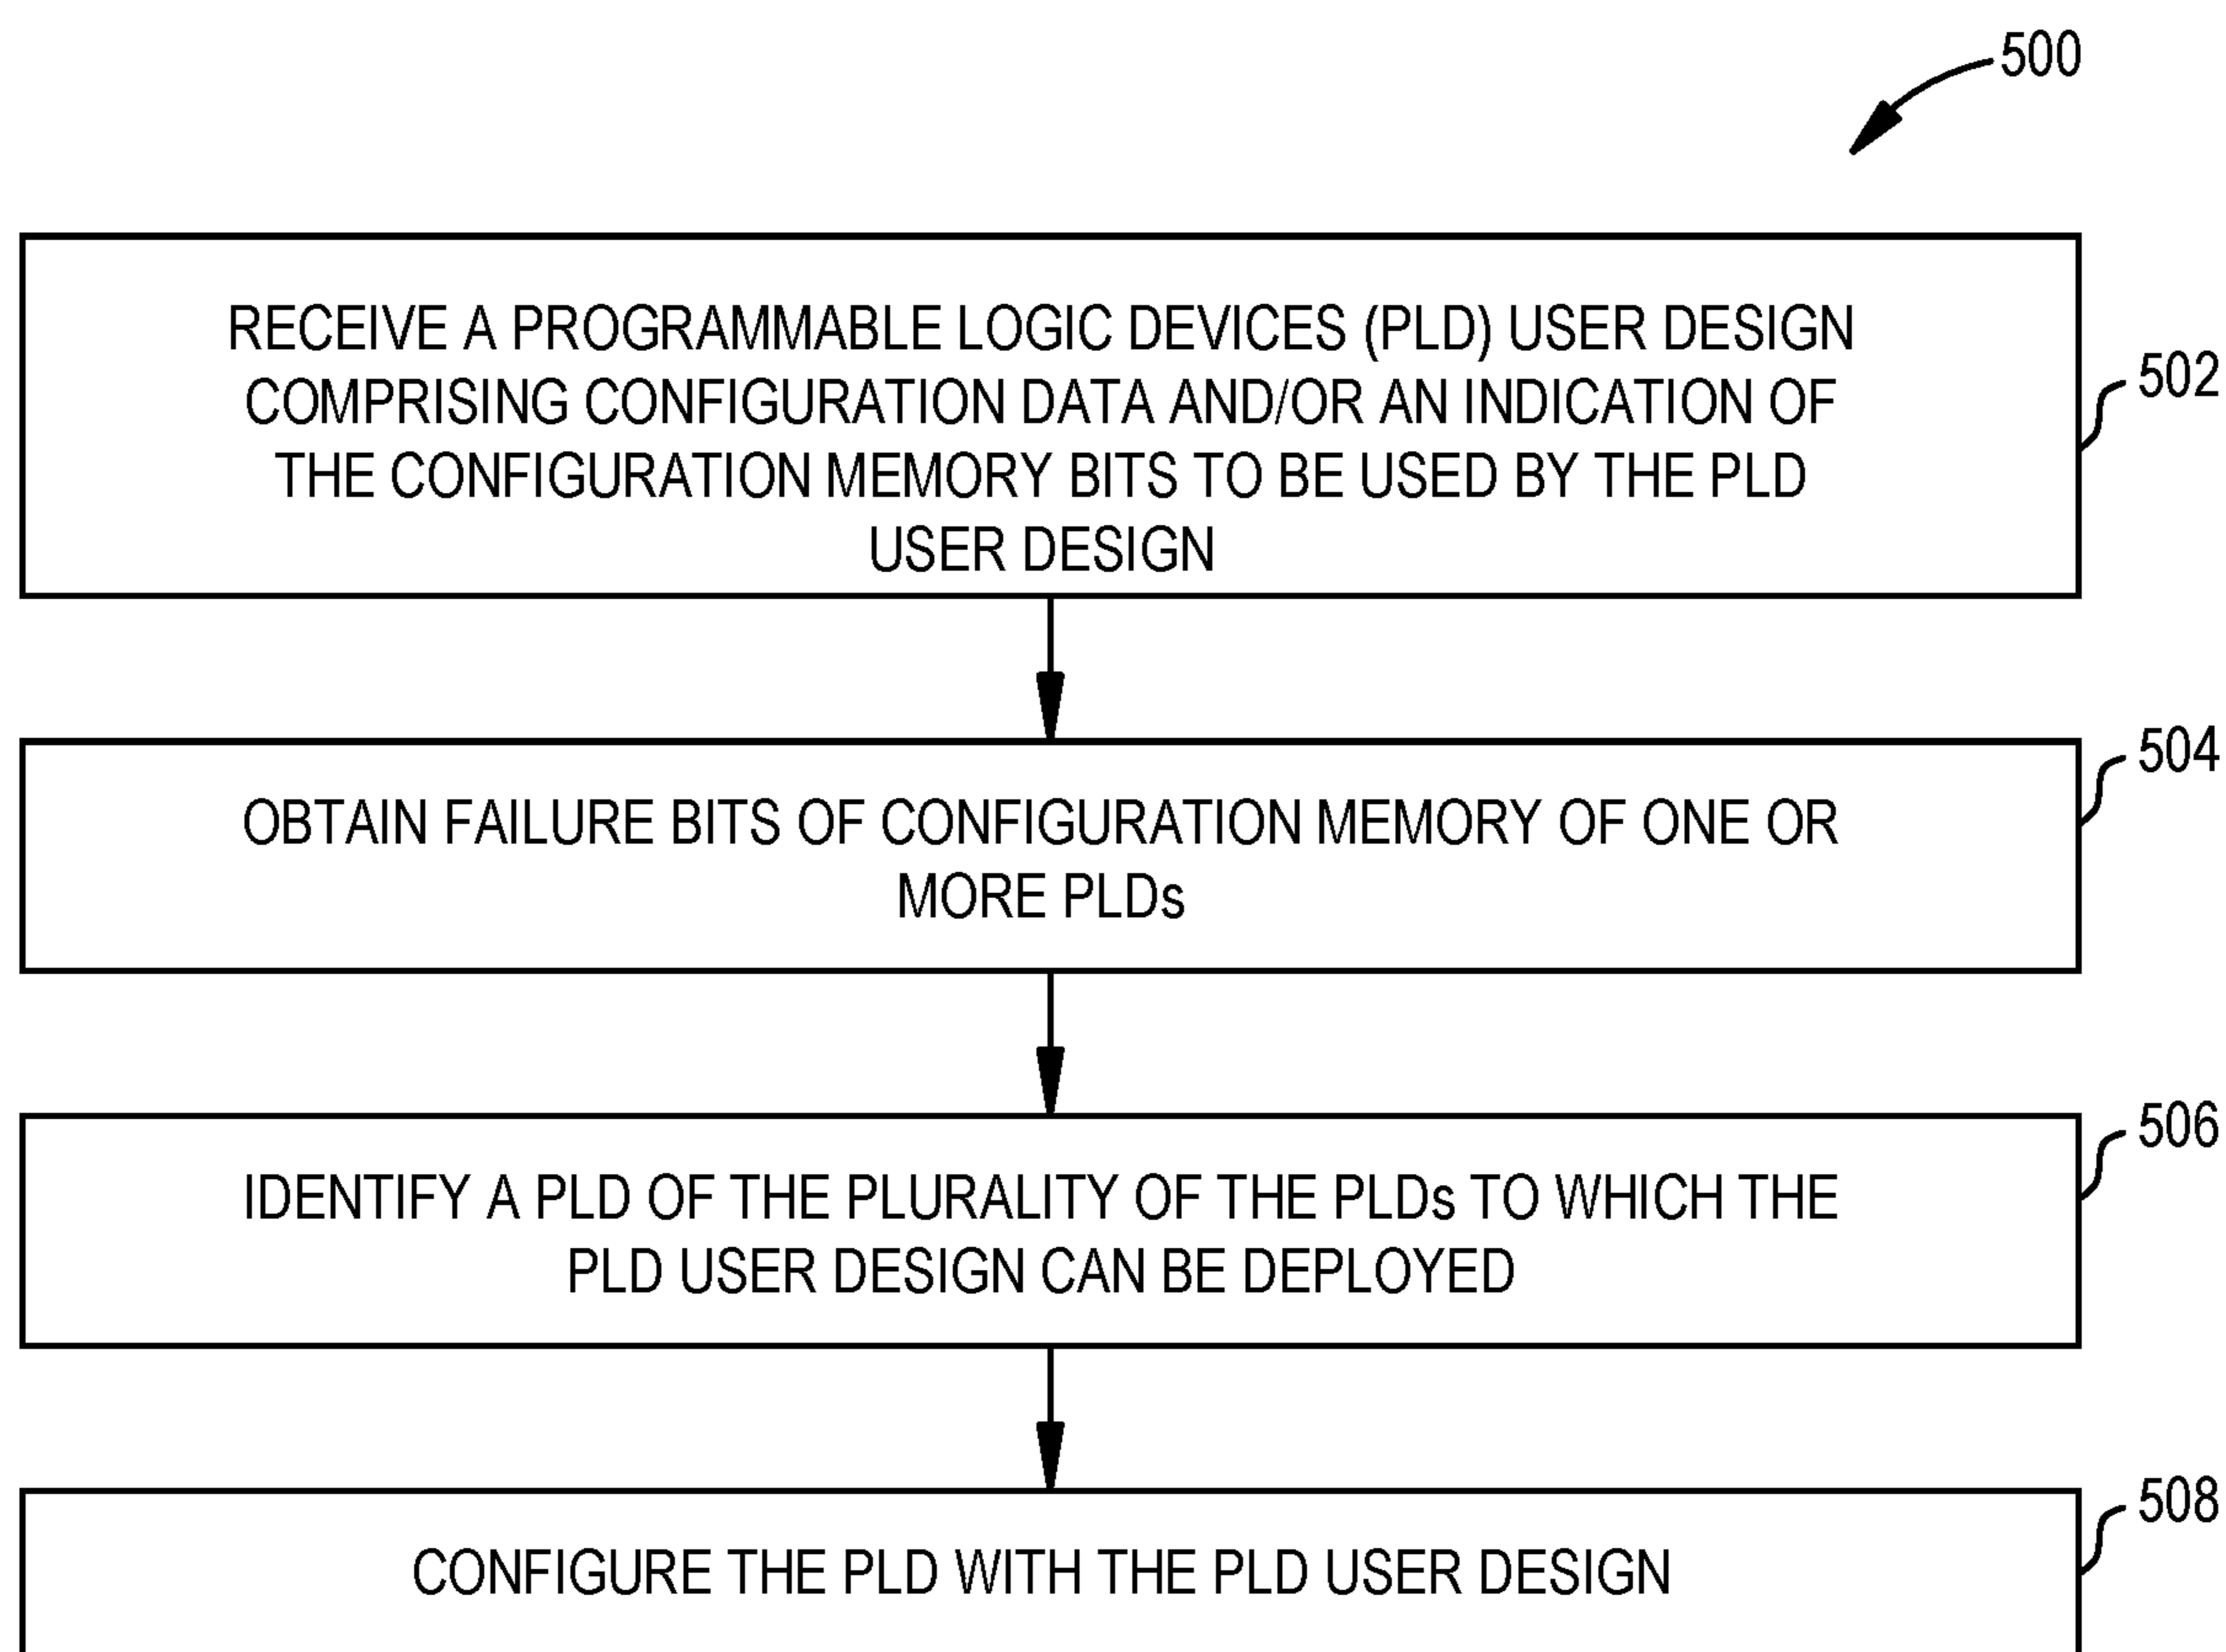 500
RECEIVE A PROGRAMMABLE LOGIC DEVICES (PLD) USER DESIGN
COMPRISING CONFIGURATION DATA AND/OR AN INDICATION OF
THE CONFIGURATION MEMORY BITS TO BE USED BY THE PLD
USER DESIGN
502
OBTAIN FAILURE BITS OF CONFIGURATION MEMORY OF ONE OR
MORE PLDs
504
IDENTIFY A PLD OF THE PLURALITY OF THE PLDs TO WHICH THE
PLD USER DESIGN CAN BE DEPLOYED
506
CONFIGURE THE PLD WITH THE PLD USER DESIGN
508